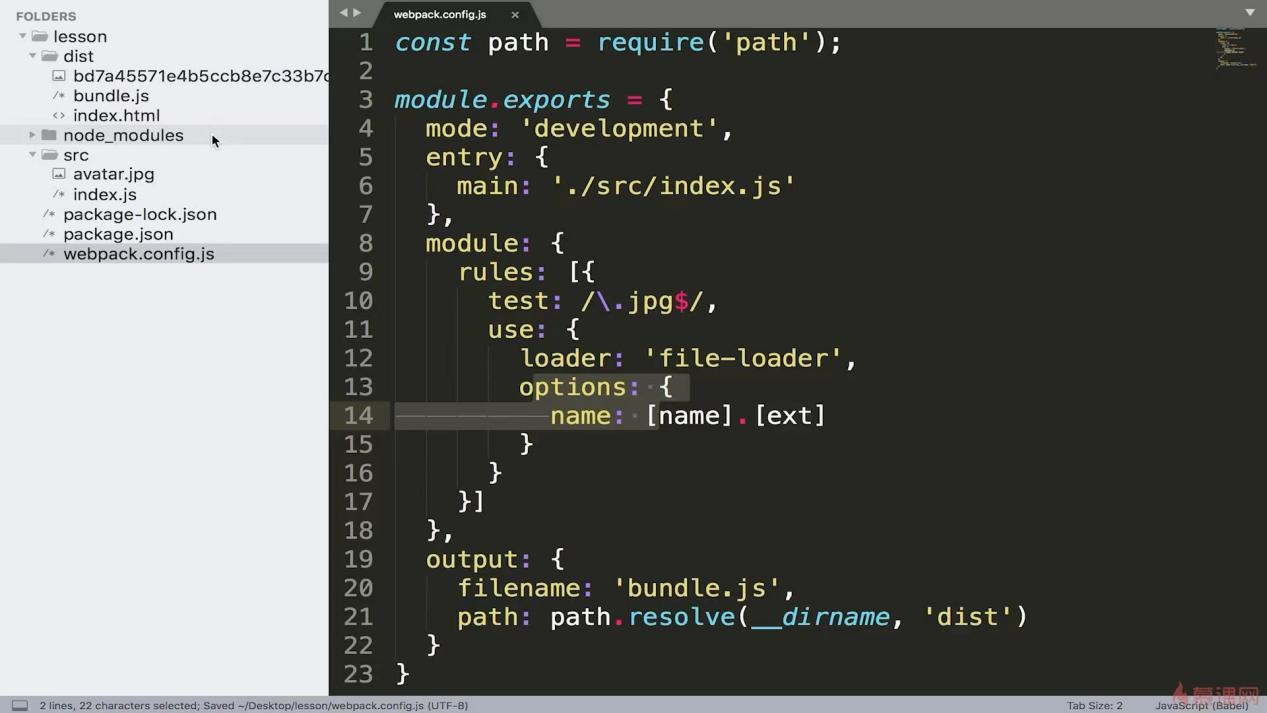 FOLDERS
lesson
dist
bd7a45571e4b5ccb8e7c33b7
bundle.js
index.html
node_modules
src
avatar.jpg
index.js
package-lock.json
package.json
webpack.config.js
webpack.config.js ×
1 const path = require('path');
2
3 module.exports = {
4 mode: 'development',
5 entry: {
6 main: './src/index.js'
7 },
8 module: {
9 rules: [{
10 test: /\.jpg$/,
11 use: {
12 loader: 'file-loader',
13 options: {
14 name: [name].[ext]
15 }
16 }
17 }]
18 },
19 output: {
20 filename: 'bundle.js',
21 path: path.resolve(__dirname, 'dist')
22 }
23 }
慕课网
2 lines, 22 characters selected; Saved ~/Desktop/lesson/webpack.config.js (UTF-8)
Tab Size: 2
JavaScript (Babel)